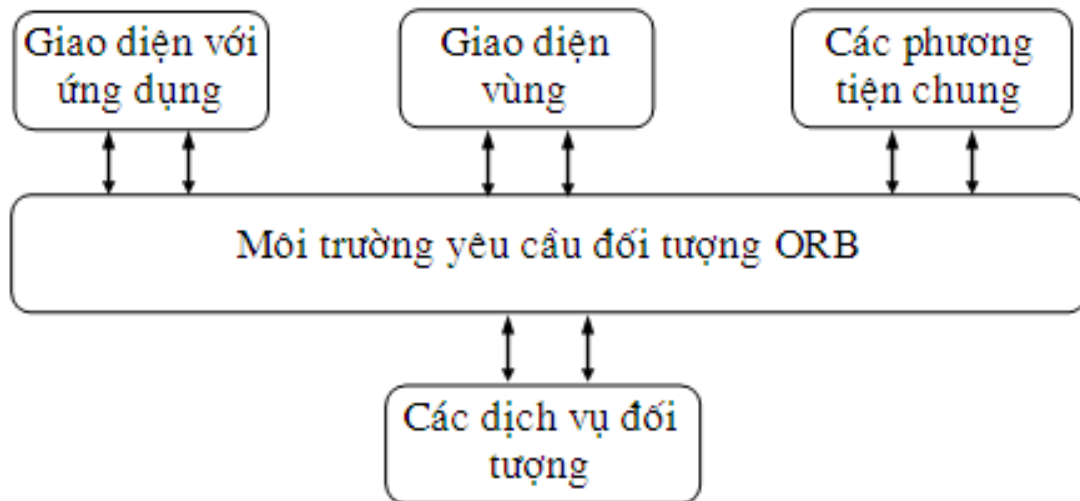 Giao diện với
ứng dụng
Giao diện
vùng
Các phương
tiện chung
Môi trường yêu cầu đối tượng ORB
Các dịch vụ đối
tượng